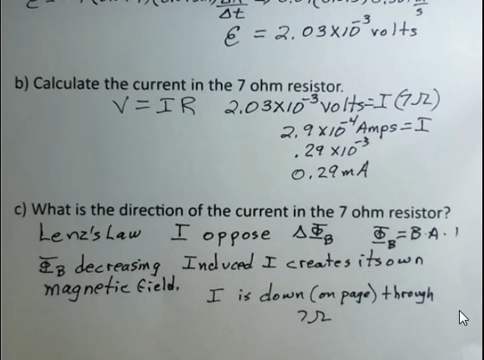 Δt
ℰ = 2.03×10⁻³ volts
b) Calculate the current in the 7 ohm resistor.
V = IR 2.03×10⁻³ volts = I (7Ω)
2.9×10⁻⁴ Amps = I
.29×10⁻³
0.29mA
c) What is the direction of the current in the 7 ohm resistor?
Lenz's Law I oppose ΔΦB ΦB = B·A·1
ΦB decreasing Induced I creates its own
magnetic field. I is down (on page) through
7Ω